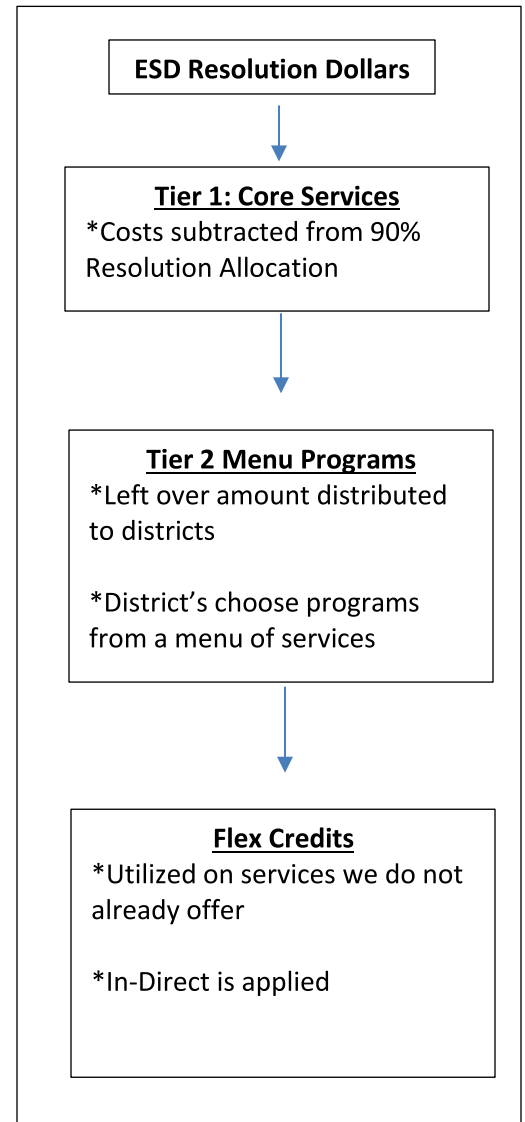 ESD Resolution Dollars
Tier 1: Core Services
*Costs subtracted from 90%
Resolution Allocation
Tier 2 Menu Programs
*Left over amount distributed
to districts
*District’s choose programs
from a menu of services
Flex Credits
*Utilized on services we do not
already offer
*In-Direct is applied